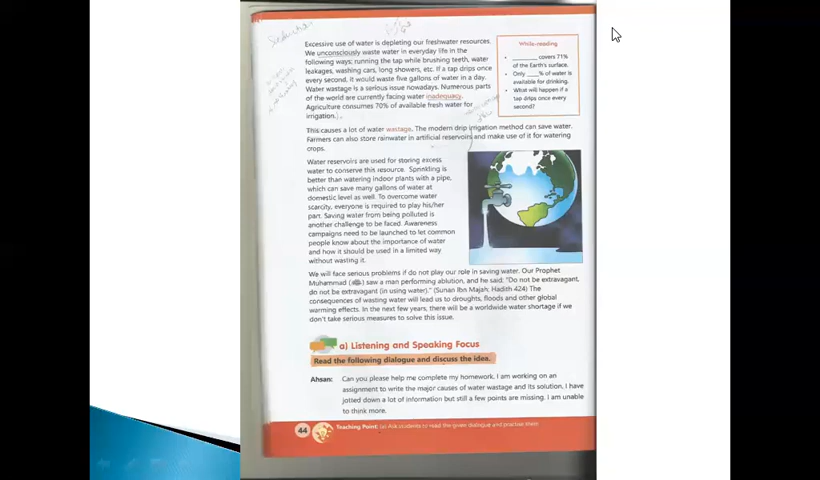 Excessive use of water is depleting our freshwater resources.
We unconsciously waste water in everyday life in the
following ways; running the tap while brushing teeth, water
leakages, washing cars, long showers, etc. If a tap drips once
every second, it would waste five gallons of water in a day.
Water wastage is a serious issue nowadays. Numerous parts
of the world are currently facing water inadequacy.
Agriculture consumes 70% of available fresh water for
irrigation.
While-reading
• ______ covers 71%
of the Earth's surface.
• Only ___% of water is
available for drinking.
• What will happen if a
tap drips once every
second?
This causes a lot of water wastage. The modern drip irrigation method can save water.
Farmers can also store rainwater in artificial reservoirs and make use of it for watering
crops.
Water reservoirs are used for storing excess
water to conserve this resource. Sprinkling is
better than watering indoor plants with a pipe,
which can save many gallons of water at
domestic level as well. To overcome water
scarcity, everyone is required to play his/her
part. Saving water from being polluted is
another challenge to be faced. Awareness
campaigns need to be launched to let common
people know about the importance of water
and how it should be used in a limited way
without wasting it.
We will face serious problems if do not play our role in saving water. Our Prophet
Muhammad (ﷺ) saw a man performing ablution, and he said: "Do not be extravagant,
do not be extravagant (in using water)." (Sunan Ibn Majah: Hadith 424) The
consequences of wasting water will lead us to droughts, floods and other global
warming effects. In the next few years, there will be a worldwide water shortage if we
don't take serious measures to solve this issue.
a) Listening and Speaking Focus
Read the following dialogue and discuss the idea.
Ahsan: Can you please help me complete my homework. I am working on an
assignment to write the major causes of water wastage and its solution. I have
jotted down a lot of information but still a few points are missing. I am unable
to think more.
44
Teaching Point: (a) Ask students to read the given dialogue and practise them